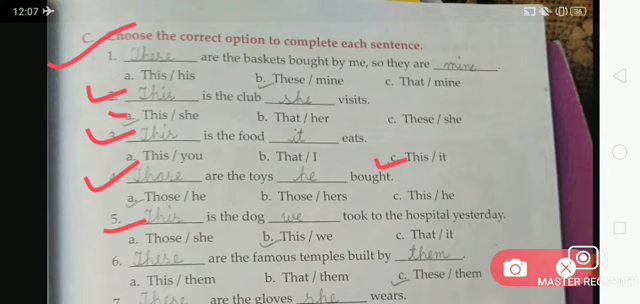 12:07
36
C. Choose the correct option to complete each sentence.
1. These are the baskets bought by me, so they are mine.
a. This / his b. These / mine c. That / mine
2. This is the club she visits.
a. This / she b. That / her c. These / she
3. This is the food it eats.
a. This / you b. That / I c. This / it
4. Those are the toys he bought.
a. Those / he b. Those / hers c. This / he
5. This is the dog we took to the hospital yesterday.
a. Those / she b. This / we c. That / it
6. These are the famous temples built by them.
a. This / them b. That / them c. These / them
7. These are the gloves she wears.
MASTER RECORDE